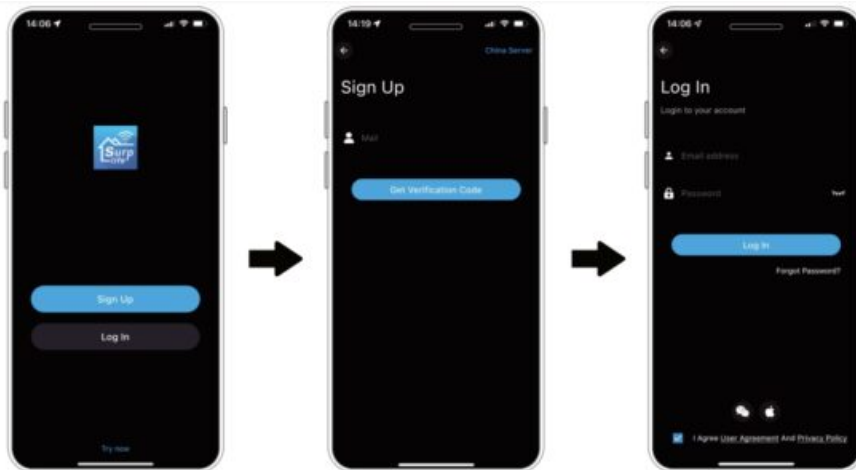 14:06
Surp
Life
Sign Up
Log In
Try now
14:19
China Server
Sign Up
Mail
Get Verification Code
14:06
Log In
Login to your account
Email address
Password
Log In
Forgot Password?
I Agree User Agreement And Privacy Policy